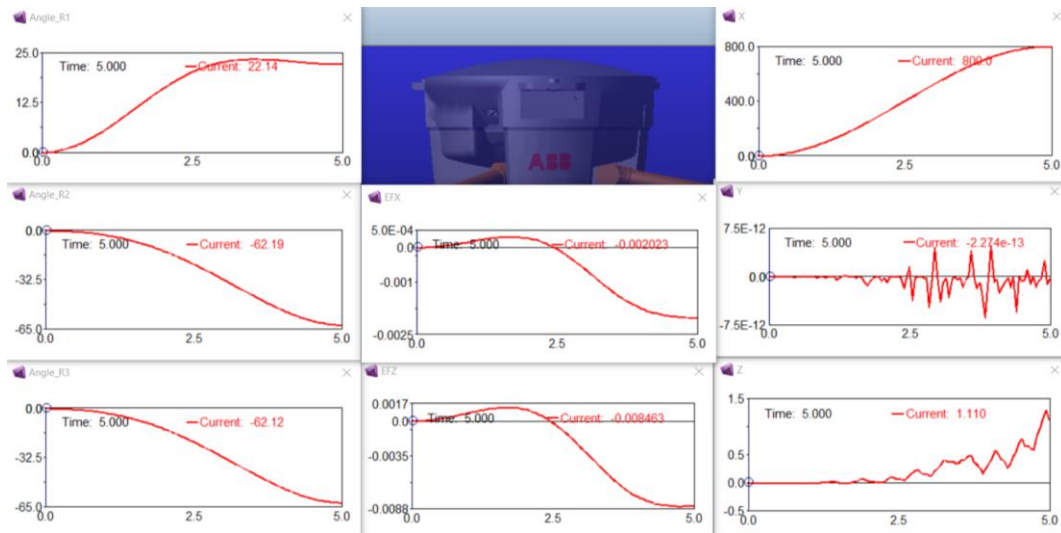 Angle_R1
25.0
Time: 5.000
Current: 22.14
12.5
0.0
0.0
2.5
5.0
ABB
X
800.0
Time: 5.000
Current: 800.0
400.0
0.0
0.0
2.5
5.0
Angle_R2
0.0
Time: 5.000
Current: -62.19
-32.5
-65.0
0.0
2.5
5.0
EFX
5.0E-04
0.0
Time: 5.000
Current: -0.002023
-0.001
-0.0025
0.0
2.5
5.0
Y
7.5E-12
Time: 5.000
Current: -2.274e-13
0.0
-7.5E-12
0.0
2.5
5.0
Angle_R3
0.0
Time: 5.000
Current: -62.12
-32.5
-65.0
0.0
2.5
5.0
EFZ
0.0017
0.0
Time: 5.000
Current: -0.008463
-0.0035
-0.0088
0.0
2.5
5.0
Z
1.5
Time: 5.000
Current: 1.110
0.5
0.0
-0.5
0.0
2.5
5.0